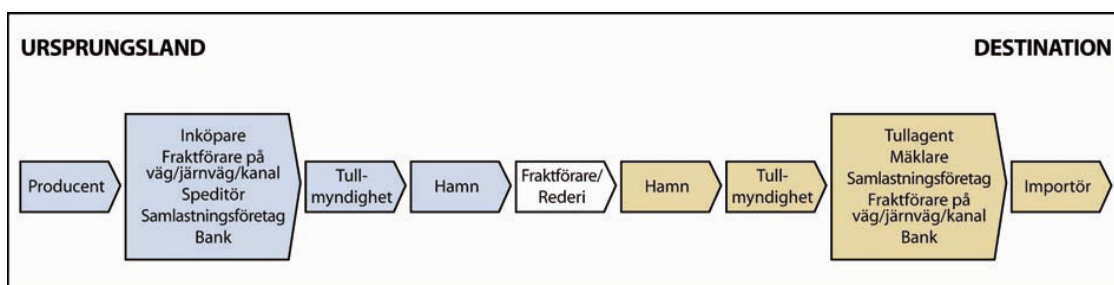 URSPRUNGSLAND
DESTINATION
Producent
Inköpare
Fraktförare på
väg/järnväg/kanal
Speditör
Samlastningsföretag
Bank
Tull-
myndighet
Hamn
Fraktförare/
Rederi
Hamn
Tull-
myndighet
Tullagent
Mäklare
Samlastningsföretag
Fraktförare på
väg/järnväg/kanal
Bank
Importör